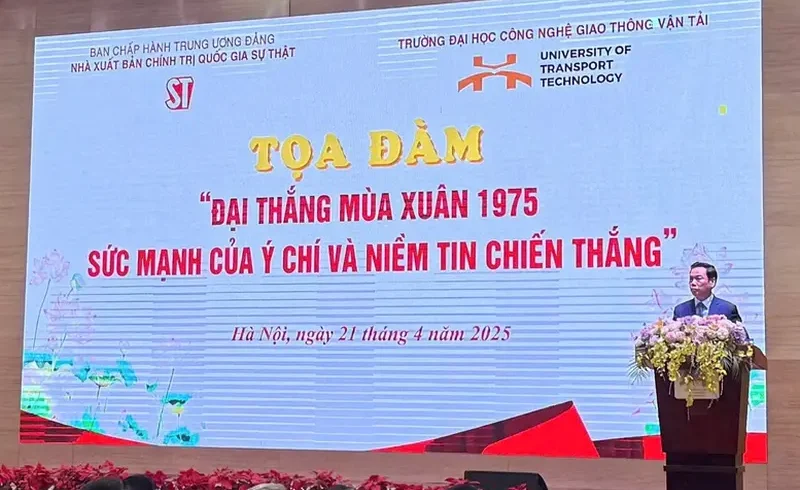 BAN CHẤP HÀNH TRUNG ƯƠNG ĐẢNG
NHÀ XUẤT BẢN CHÍNH TRỊ QUỐC GIA SỰ THẬT
ST
TRƯỜNG ĐẠI HỌC CÔNG NGHỆ GIAO THÔNG VẬN TẢI
UNIVERSITY OF
TRANSPORT
TECHNOLOGY
TỌA ĐÀM
“ĐẠI THẮNG MÙA XUÂN 1975
SỨC MẠNH CỦA Ý CHÍ VÀ NIỀM TIN CHIẾN THẮNG”
Hà Nội, ngày 21 tháng 4 năm 2025